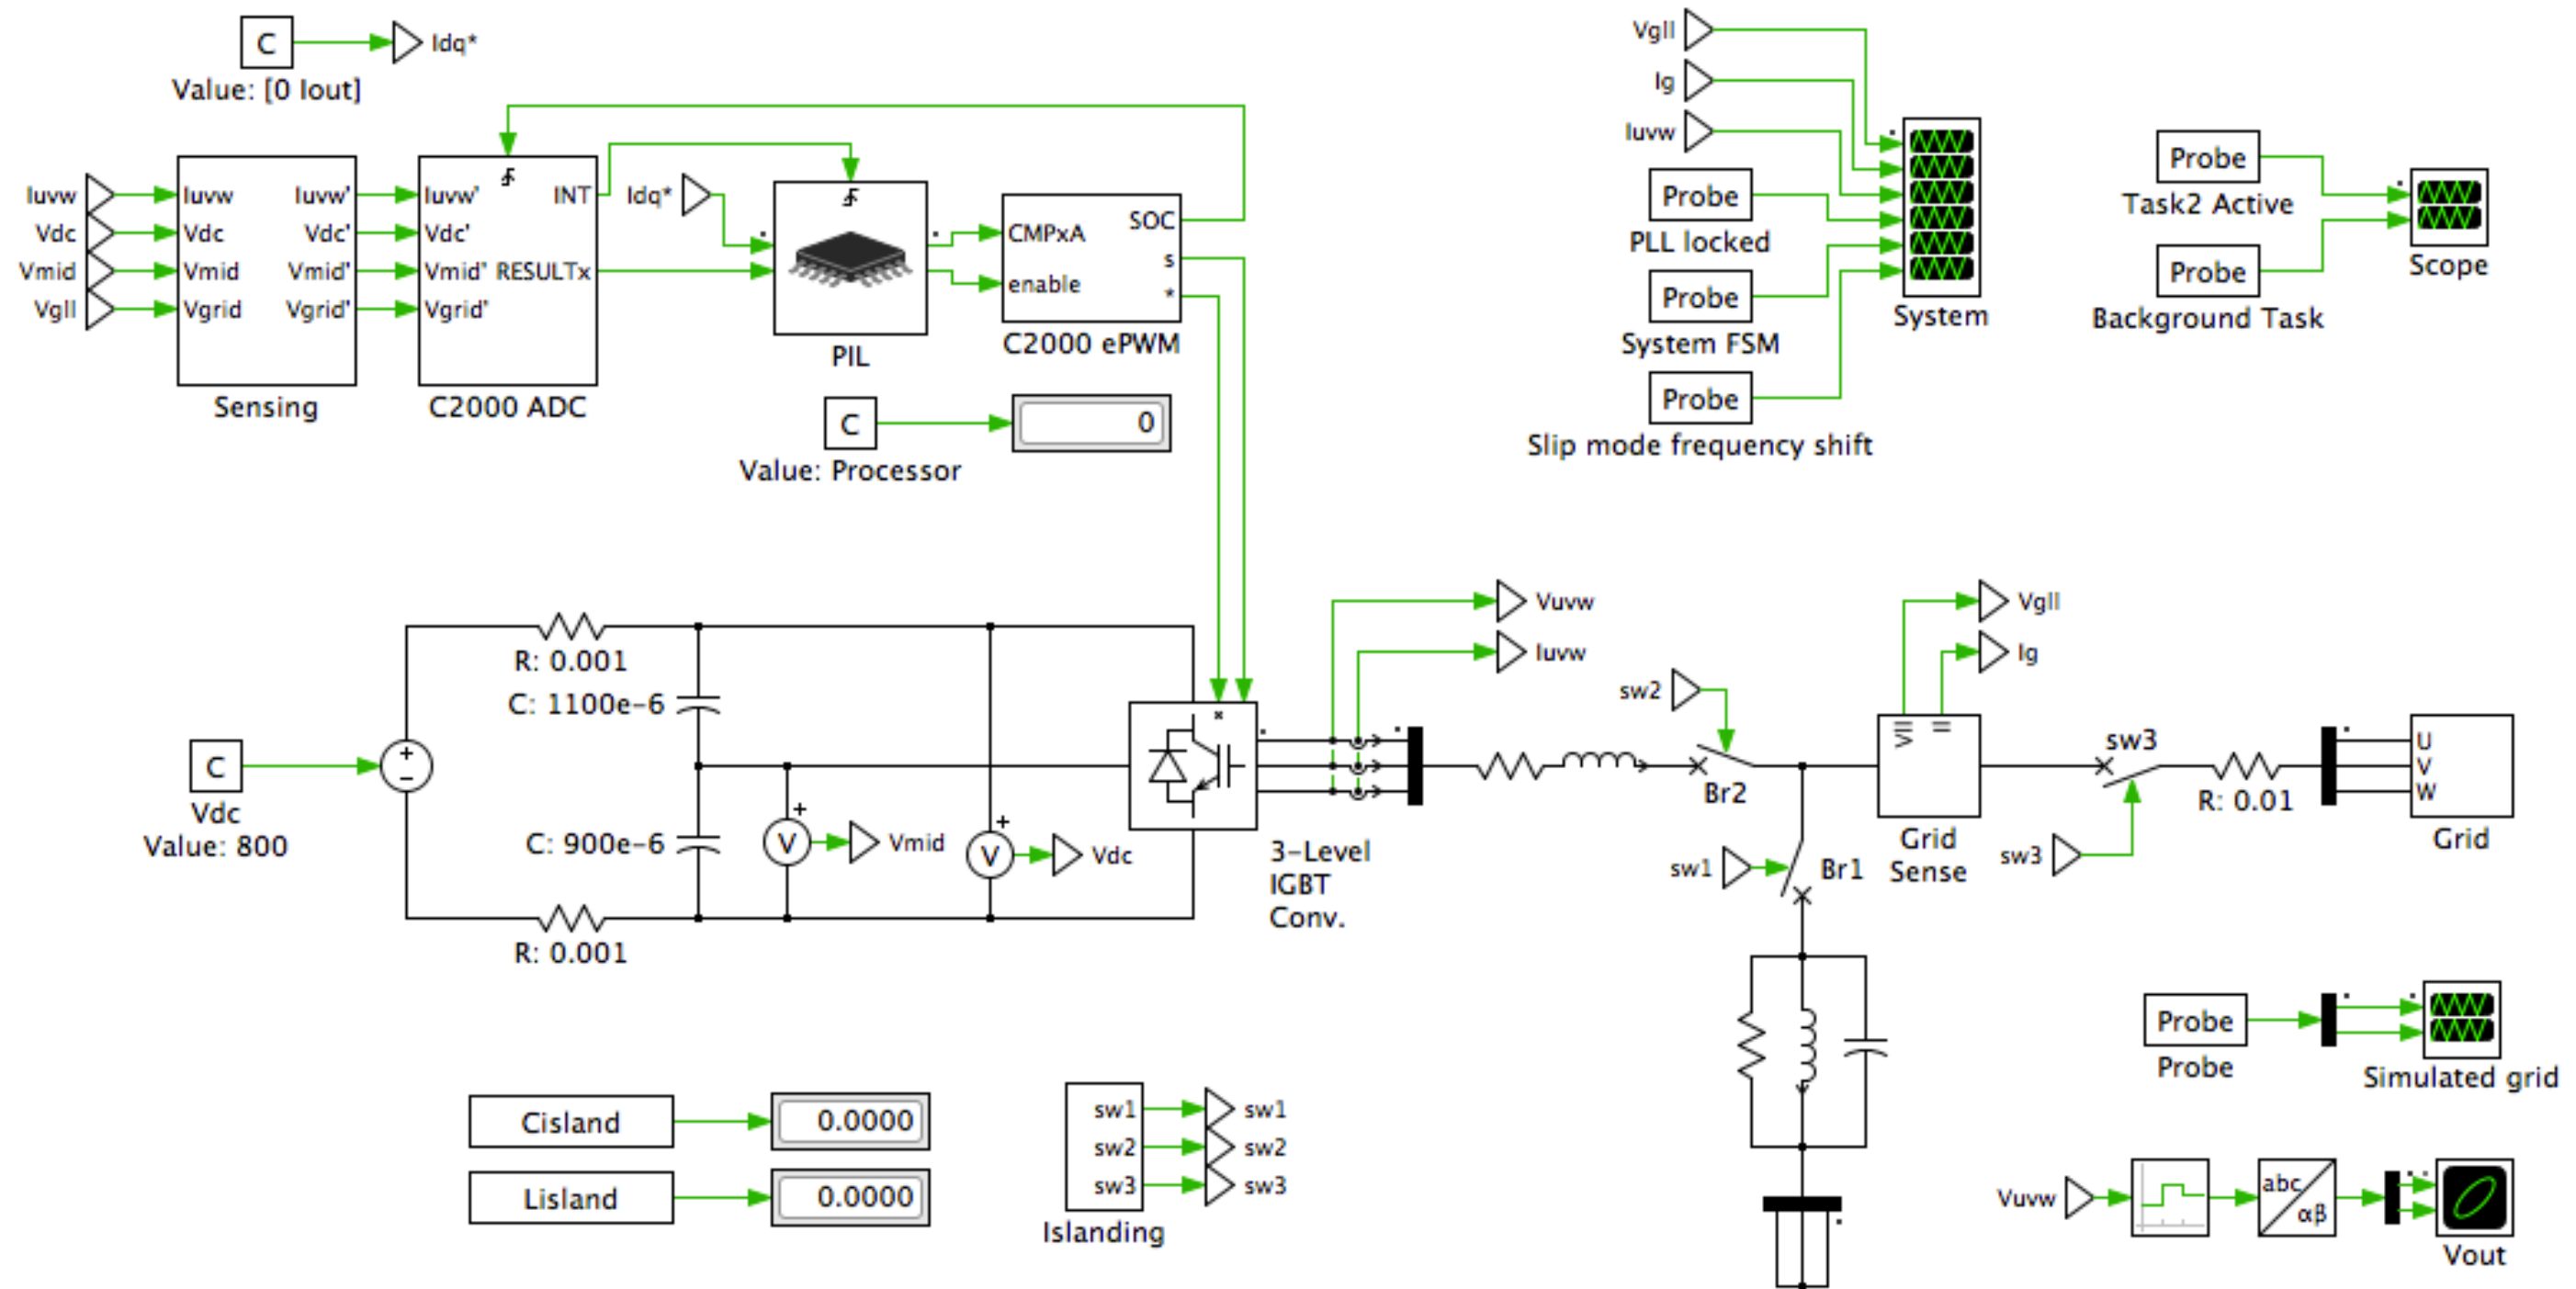 C
Idq*
Value: [0 Iout]
Iuvw
Vdc
Vmid
Vgll
Iuvw
Vdc
Vmid
Vgrid
Iuvw'
Vdc'
Vmid'
Vgrid'
Sensing
Iuvw'
Vdc'
Vmid'
Vgrid'
INT
RESULTx
C2000 ADC
Idq*
PIL
CMPxA
enable
SOC
s
*
C2000 ePWM
C
0
Value: Processor
Vgll
Ig
Iuvw
Probe
PLL locked
Probe
System FSM
Probe
Slip mode frequency shift
System
Probe
Task2 Active
Probe
Background Task
Scope
C
Vdc
Value: 800
+
−
R: 0.001
C: 1100e−6
C: 900e−6
R: 0.001
+
V
Vmid
+
V
Vdc
*
3−Level
IGBT
Conv.
Vuvw
Iuvw
sw2
Br2
sw1
Br1
Vgll
Ig
V
Grid
Sense
sw3
sw3
R: 0.01
U
V
W
Grid
Cisland
0.0000
Lisland
0.0000
sw1
sw2
sw3
sw1
sw2
sw3
Islanding
Probe
Probe
Simulated grid
Vuvw
abc
αβ
Vout